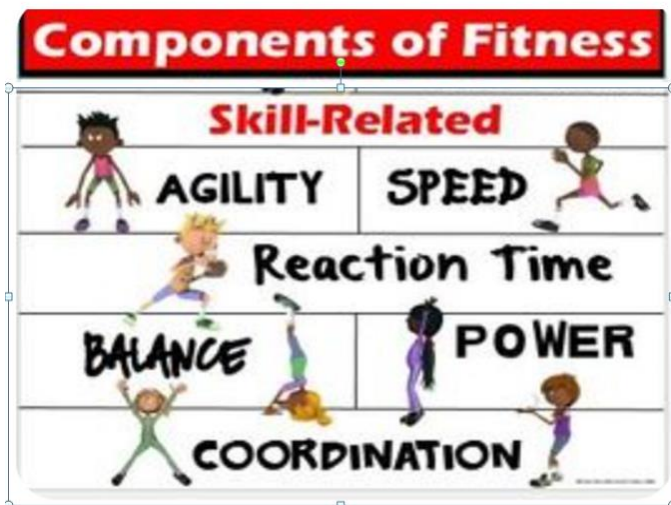 Components of Fitness
Skill-Related
AGILITY SPEED
Reaction Time
BALANCE POWER
COORDINATION